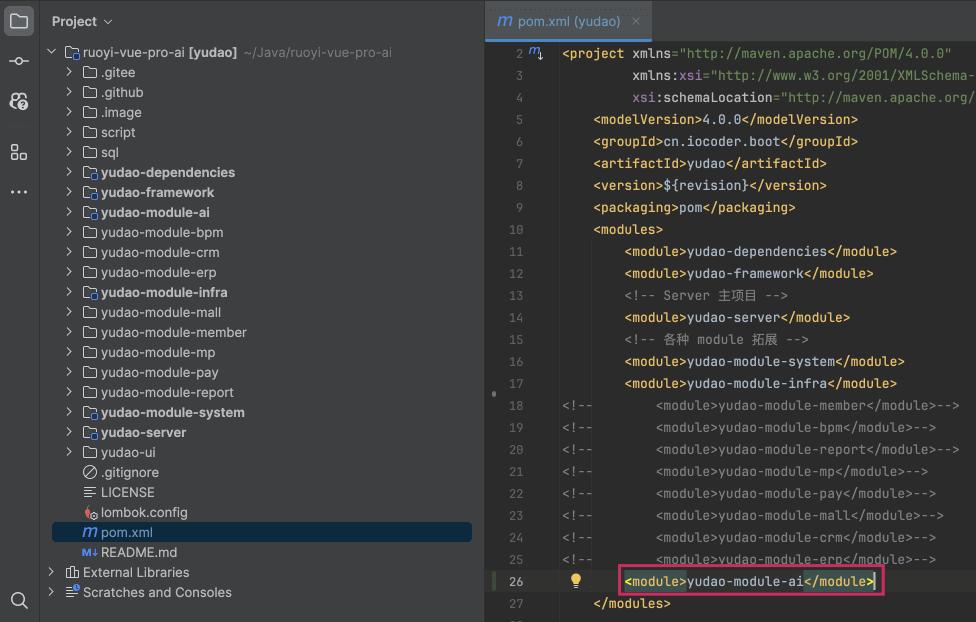 Project
ruoyi-vue-pro-ai [yudao] ~/Java/ruoyi-vue-pro-ai
.gitee
.github
.image
script
sql
yudao-dependencies
yudao-framework
yudao-module-ai
yudao-module-bpm
yudao-module-crm
yudao-module-erp
yudao-module-infra
yudao-module-mall
yudao-module-member
yudao-module-mp
yudao-module-pay
yudao-module-report
yudao-module-system
yudao-server
yudao-ui
.gitignore
LICENSE
lombok.config
m pom.xml
M↓ README.md
External Libraries
Scratches and Consoles
m pom.xml (yudao) ×
2 m <project xmlns="http://maven.apache.org/POM/4.0.0"
3 xmlns:xsi="http://www.w3.org/2001/XMLSchema-
4 xsi:schemaLocation="http://maven.apache.org/
5 <modelVersion>4.0.0</modelVersion>
6 <groupId>cn.iocoder.boot</groupId>
7 <artifactId>yudao</artifactId>
8 <version>${revision}</version>
9 <packaging>pom</packaging>
10 <modules>
11 <module>yudao-dependencies</module>
12 <module>yudao-framework</module>
13 <!-- Server 主项目 -->
14 <module>yudao-server</module>
15 <!-- 各种 module 拓展 -->
16 <module>yudao-module-system</module>
17 <module>yudao-module-infra</module>
18 <!-- <module>yudao-module-member</module>-->
19 <!-- <module>yudao-module-bpm</module>-->
20 <!-- <module>yudao-module-report</module>-->
21 <!-- <module>yudao-module-mp</module>-->
22 <!-- <module>yudao-module-pay</module>-->
23 <!-- <module>yudao-module-mall</module>-->
24 <!-- <module>yudao-module-crm</module>-->
25 <!-- <module>yudao-module-erp</module>-->
26 <module>yudao-module-ai</module>
27 </modules>